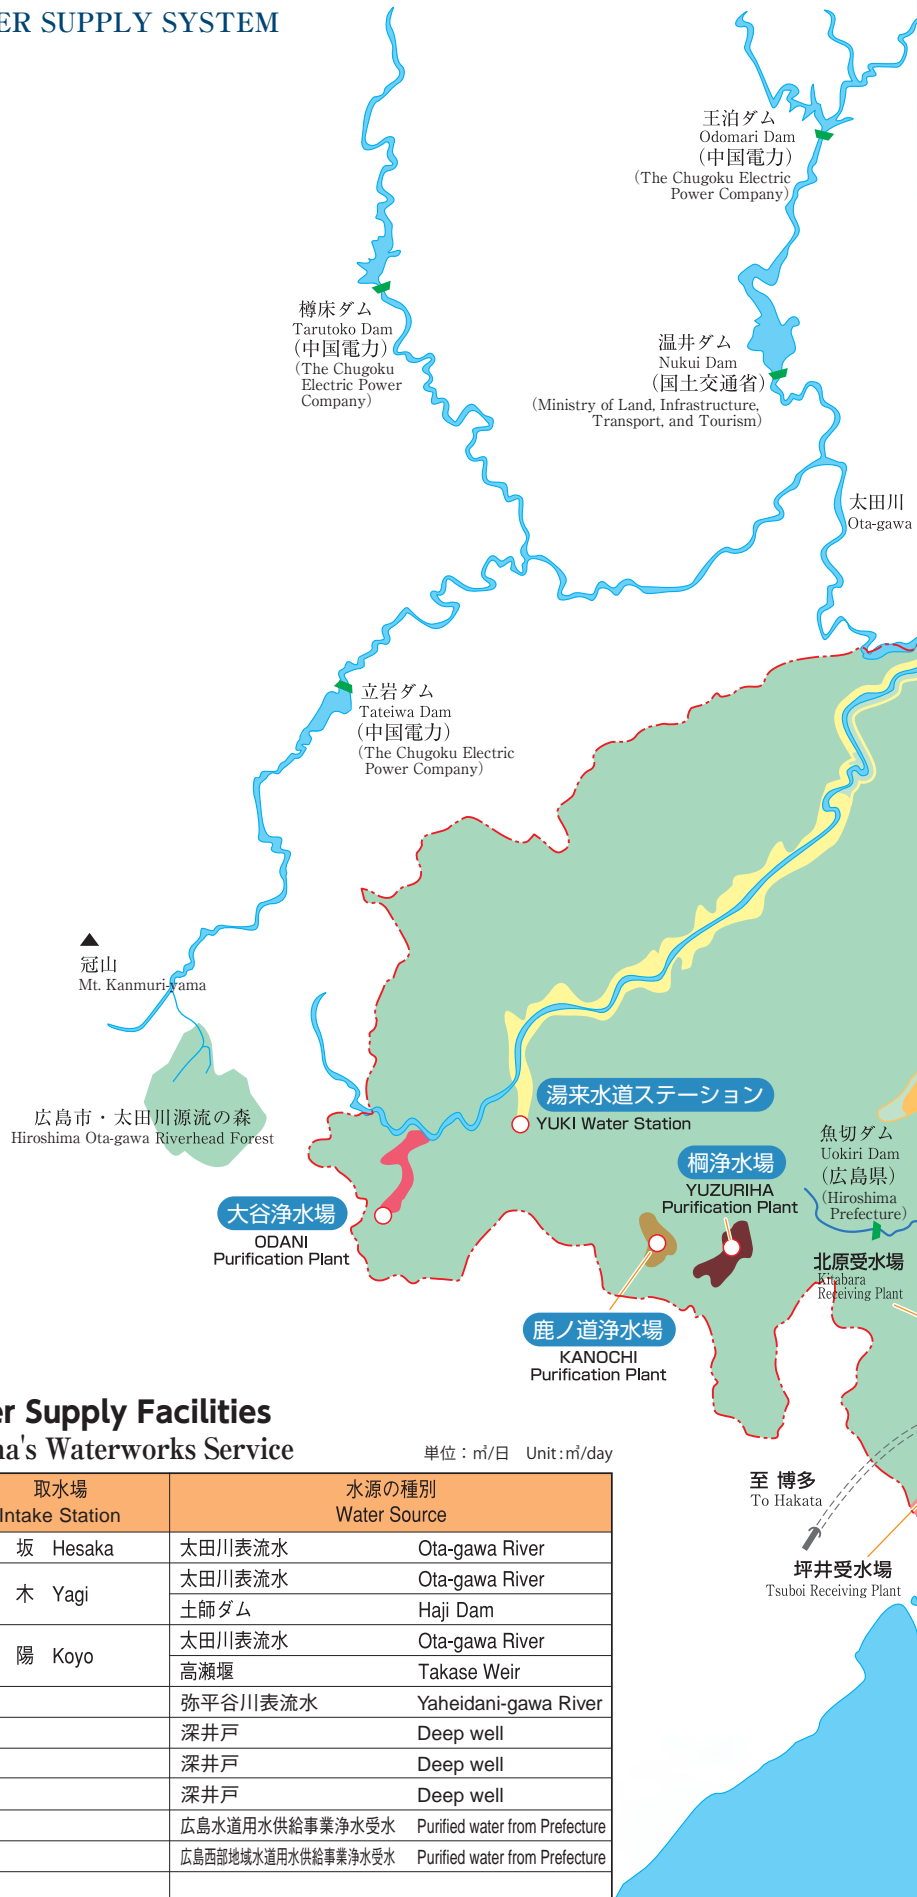 ER SUPPLY SYSTEM
王泊ダム
Odomari Dam
（中国電力）
(The Chugoku Electric
Power Company)
樽床ダム
Tarutoko Dam
（中国電力）
(The Chugoku
Electric Power
Company)
温井ダム
Nukui Dam
（国土交通省）
(Ministry of Land, Infrastructure,
Transport, and Tourism)
太田川
Ota-gawa
立岩ダム
Tateiwa Dam
（中国電力）
(The Chugoku Electric
Power Company)
冠山
Mt. Kanmuri-yama
広島市・太田川源流の森
Hiroshima Ota-gawa Riverhead Forest
湯来水道ステーション
YUKI Water Station
魚切ダム
Uokiri Dam
（広島県）
(Hiroshima
Prefecture)
棡浄水場
YUZURIHA
Purification Plant
大谷浄水場
ODANI
Purification Plant
北原受水場
Kitabara
Receiving Plant
鹿ノ道浄水場
KANOCHI
Purification Plant
er Supply Facilities
na's Waterworks Service
単位：㎥/日 Unit:㎥/day
至 博多
To Hakata
坪井受水場
Tsuboi Receiving Plant
取水場 水源の種別
Intake Station Water Source
坂 Hesaka 太田川表流水 Ota-gawa River
木 Yagi 太田川表流水 Ota-gawa River
土師ダム Haji Dam
陽 Koyo 太田川表流水 Ota-gawa River
高瀬堰 Takase Weir
弥平谷川表流水 Yaheidani-gawa River
深井戸 Deep well
深井戸 Deep well
深井戸 Deep well
広島水道用水供給事業浄水受水 Purified water from Prefecture
広島西部地域水道用水供給事業浄水受水 Purified water from Prefecture